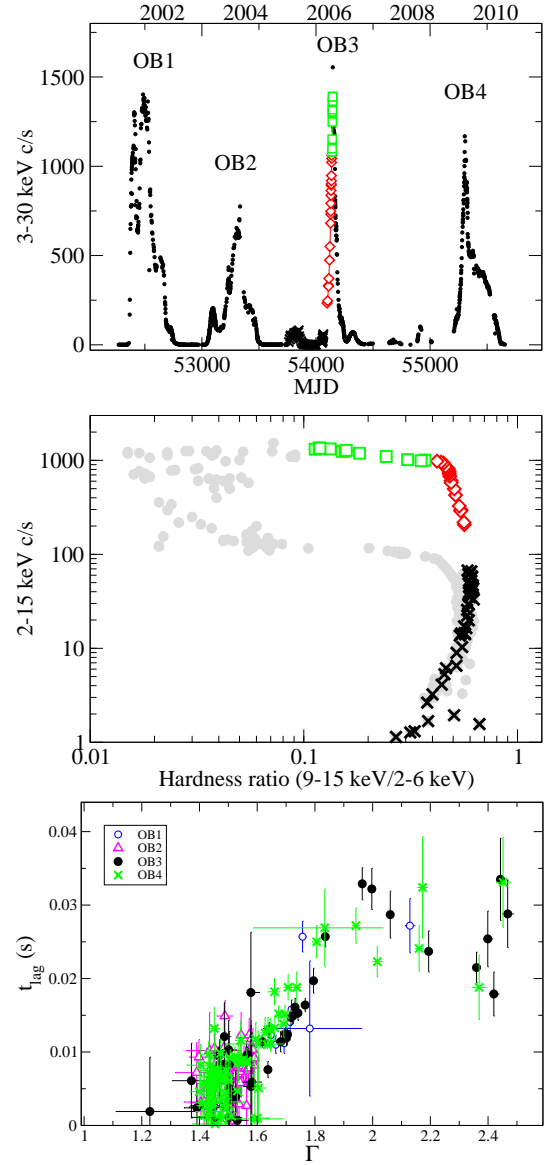 2002 2004 2006 2008 2010
OB1
OB2
OB3
OB4
1500
1000
500
0
3-30 keV c/s
53000 54000 55000
MJD
1000
100
10
1
2-15 keV c/s
0.01 0.1 1
Hardness ratio (9-15 keV/2-6 keV)
0.04
0.03
0.02
0.01
0
t_lag (s)
OB1
OB2
OB3
OB4
1 1.2 1.4 1.6 1.8 2 2.2 2.4
Γ